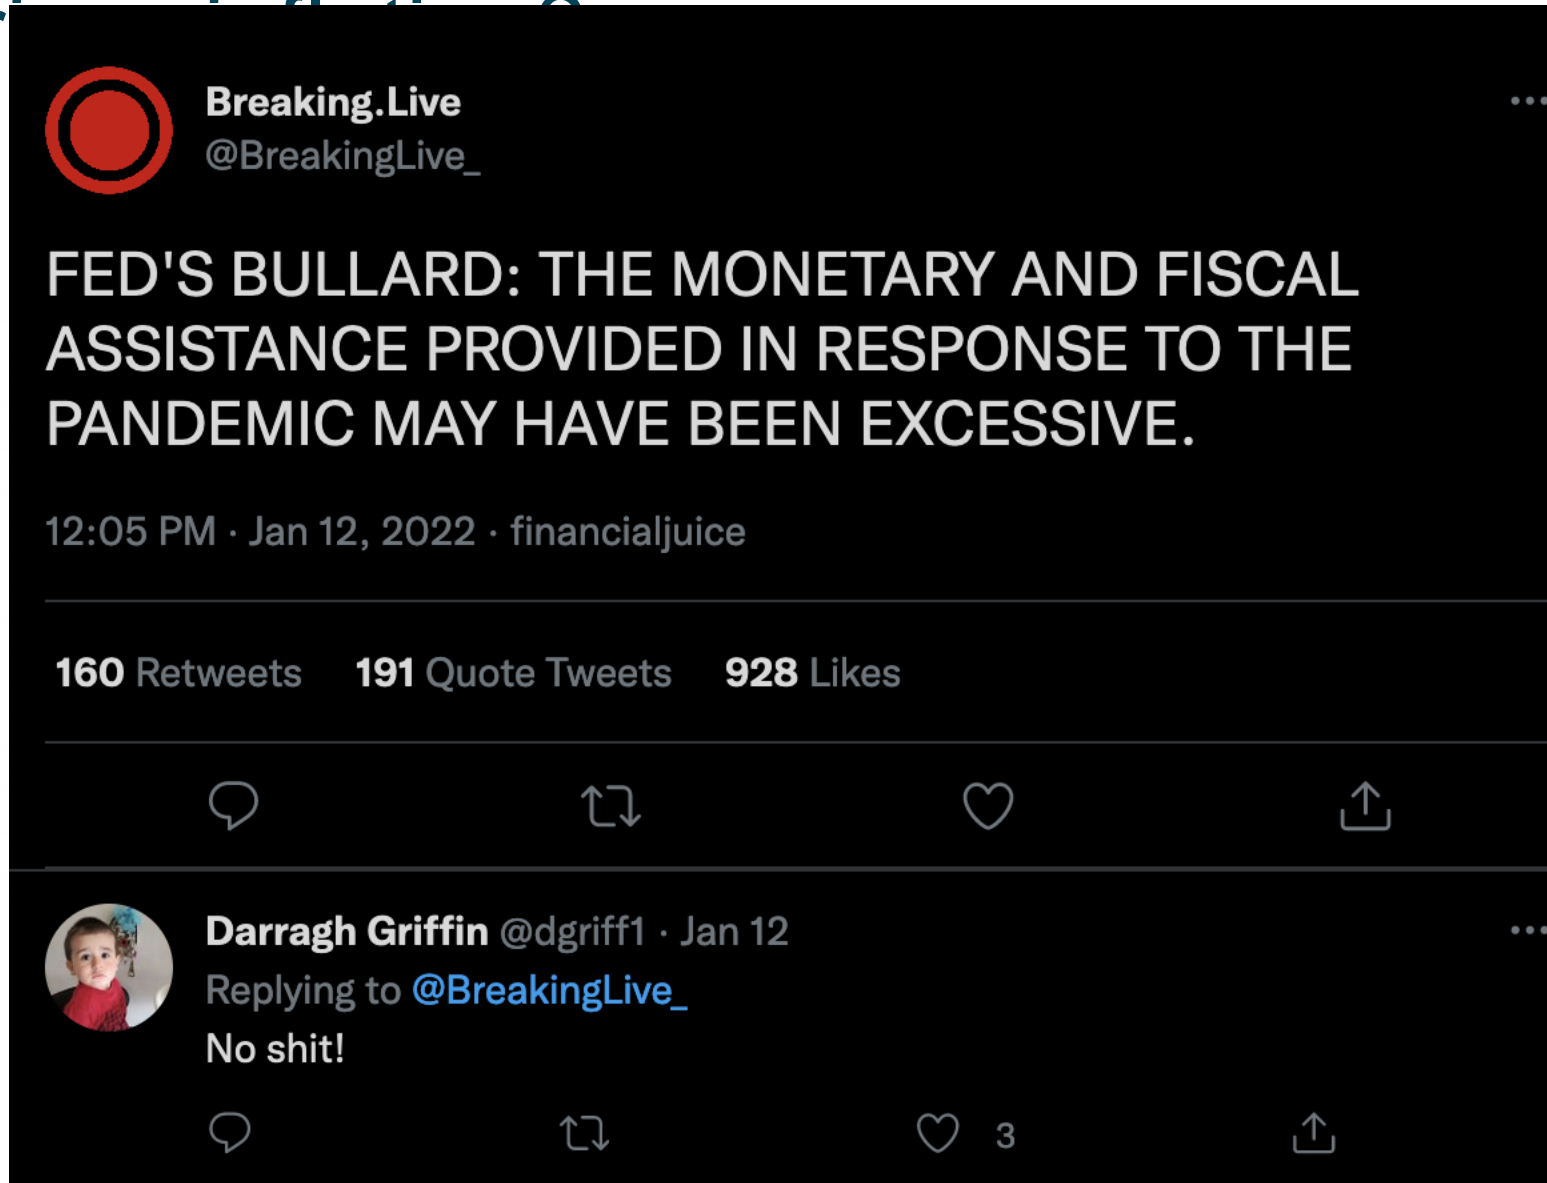 Breaking.Live
@BreakingLive_
FED'S BULLARD: THE MONETARY AND FISCAL
ASSISTANCE PROVIDED IN RESPONSE TO THE
PANDEMIC MAY HAVE BEEN EXCESSIVE.
12:05 PM · Jan 12, 2022 · financialjuice
160 Retweets 191 Quote Tweets 928 Likes
Darragh Griffin @dgriff1 · Jan 12
Replying to @BreakingLive_
No shit!
3